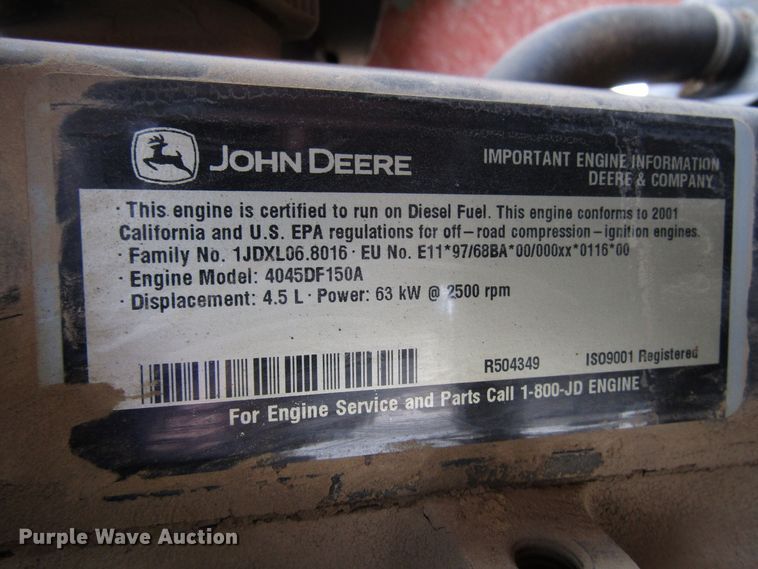 JOHN DEERE
IMPORTANT ENGINE INFORMATION
DEERE & COMPANY
· This engine is certified to run on Diesel Fuel. This engine conforms to 2001
California and U.S. EPA regulations for off-road compression-ignition engines.
· Family No. 1JDXL06.8016 · EU No. E11*97/68BA*00/000xx*0116*00
· Engine Model: 4045DF150A
· Displacement: 4.5 L · Power: 63 kW @ 2500 rpm
R504349 ISO9001 Registered
For Engine Service and Parts Call 1-800-JD ENGINE
Purple Wave Auction